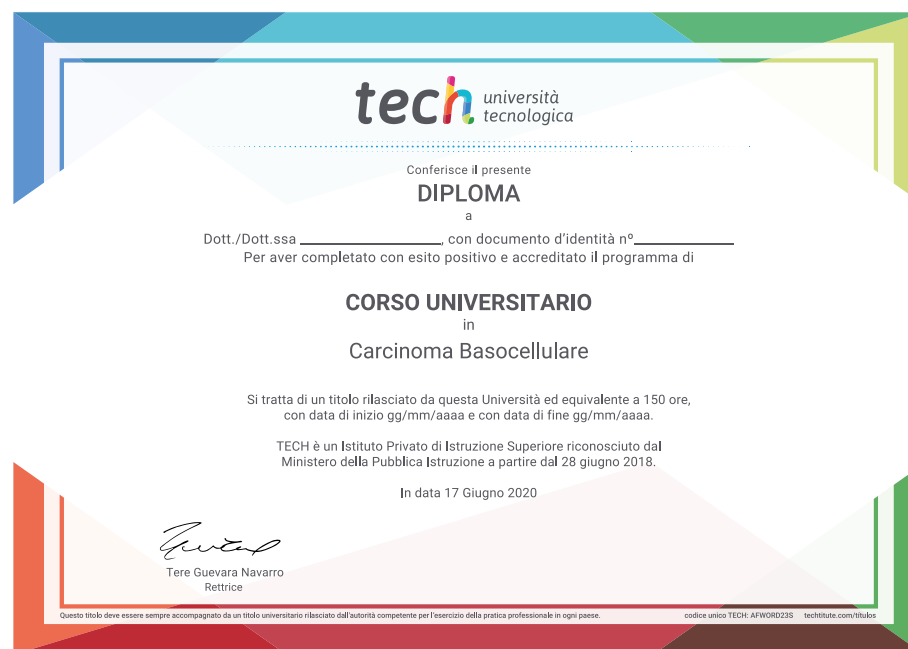 tech università
tecnologica
Conferisce il presente
DIPLOMA
a
Dott./Dott.ssa ____________________, con documento d'identità nº______________
Per aver completato con esito positivo e accreditato il programma di
CORSO UNIVERSITARIO
in
Carcinoma Basocellulare
Si tratta di un titolo rilasciato da questa Università ed equivalente a 150 ore,
con data di inizio gg/mm/aaaa e con data di fine gg/mm/aaaa.
TECH è un Istituto Privato di Istruzione Superiore riconosciuto dal
Ministero della Pubblica Istruzione a partire dal 28 giugno 2018.
In data 17 Giugno 2020
Tere Guevara Navarro
Rettrice
Questo titolo deve essere sempre accompagnato da un titolo universitario rilasciato dall'autorità competente per l'esercizio della pratica professionale in ogni paese. codice unico TECH: AFWORD23S techtitute.com/titulos